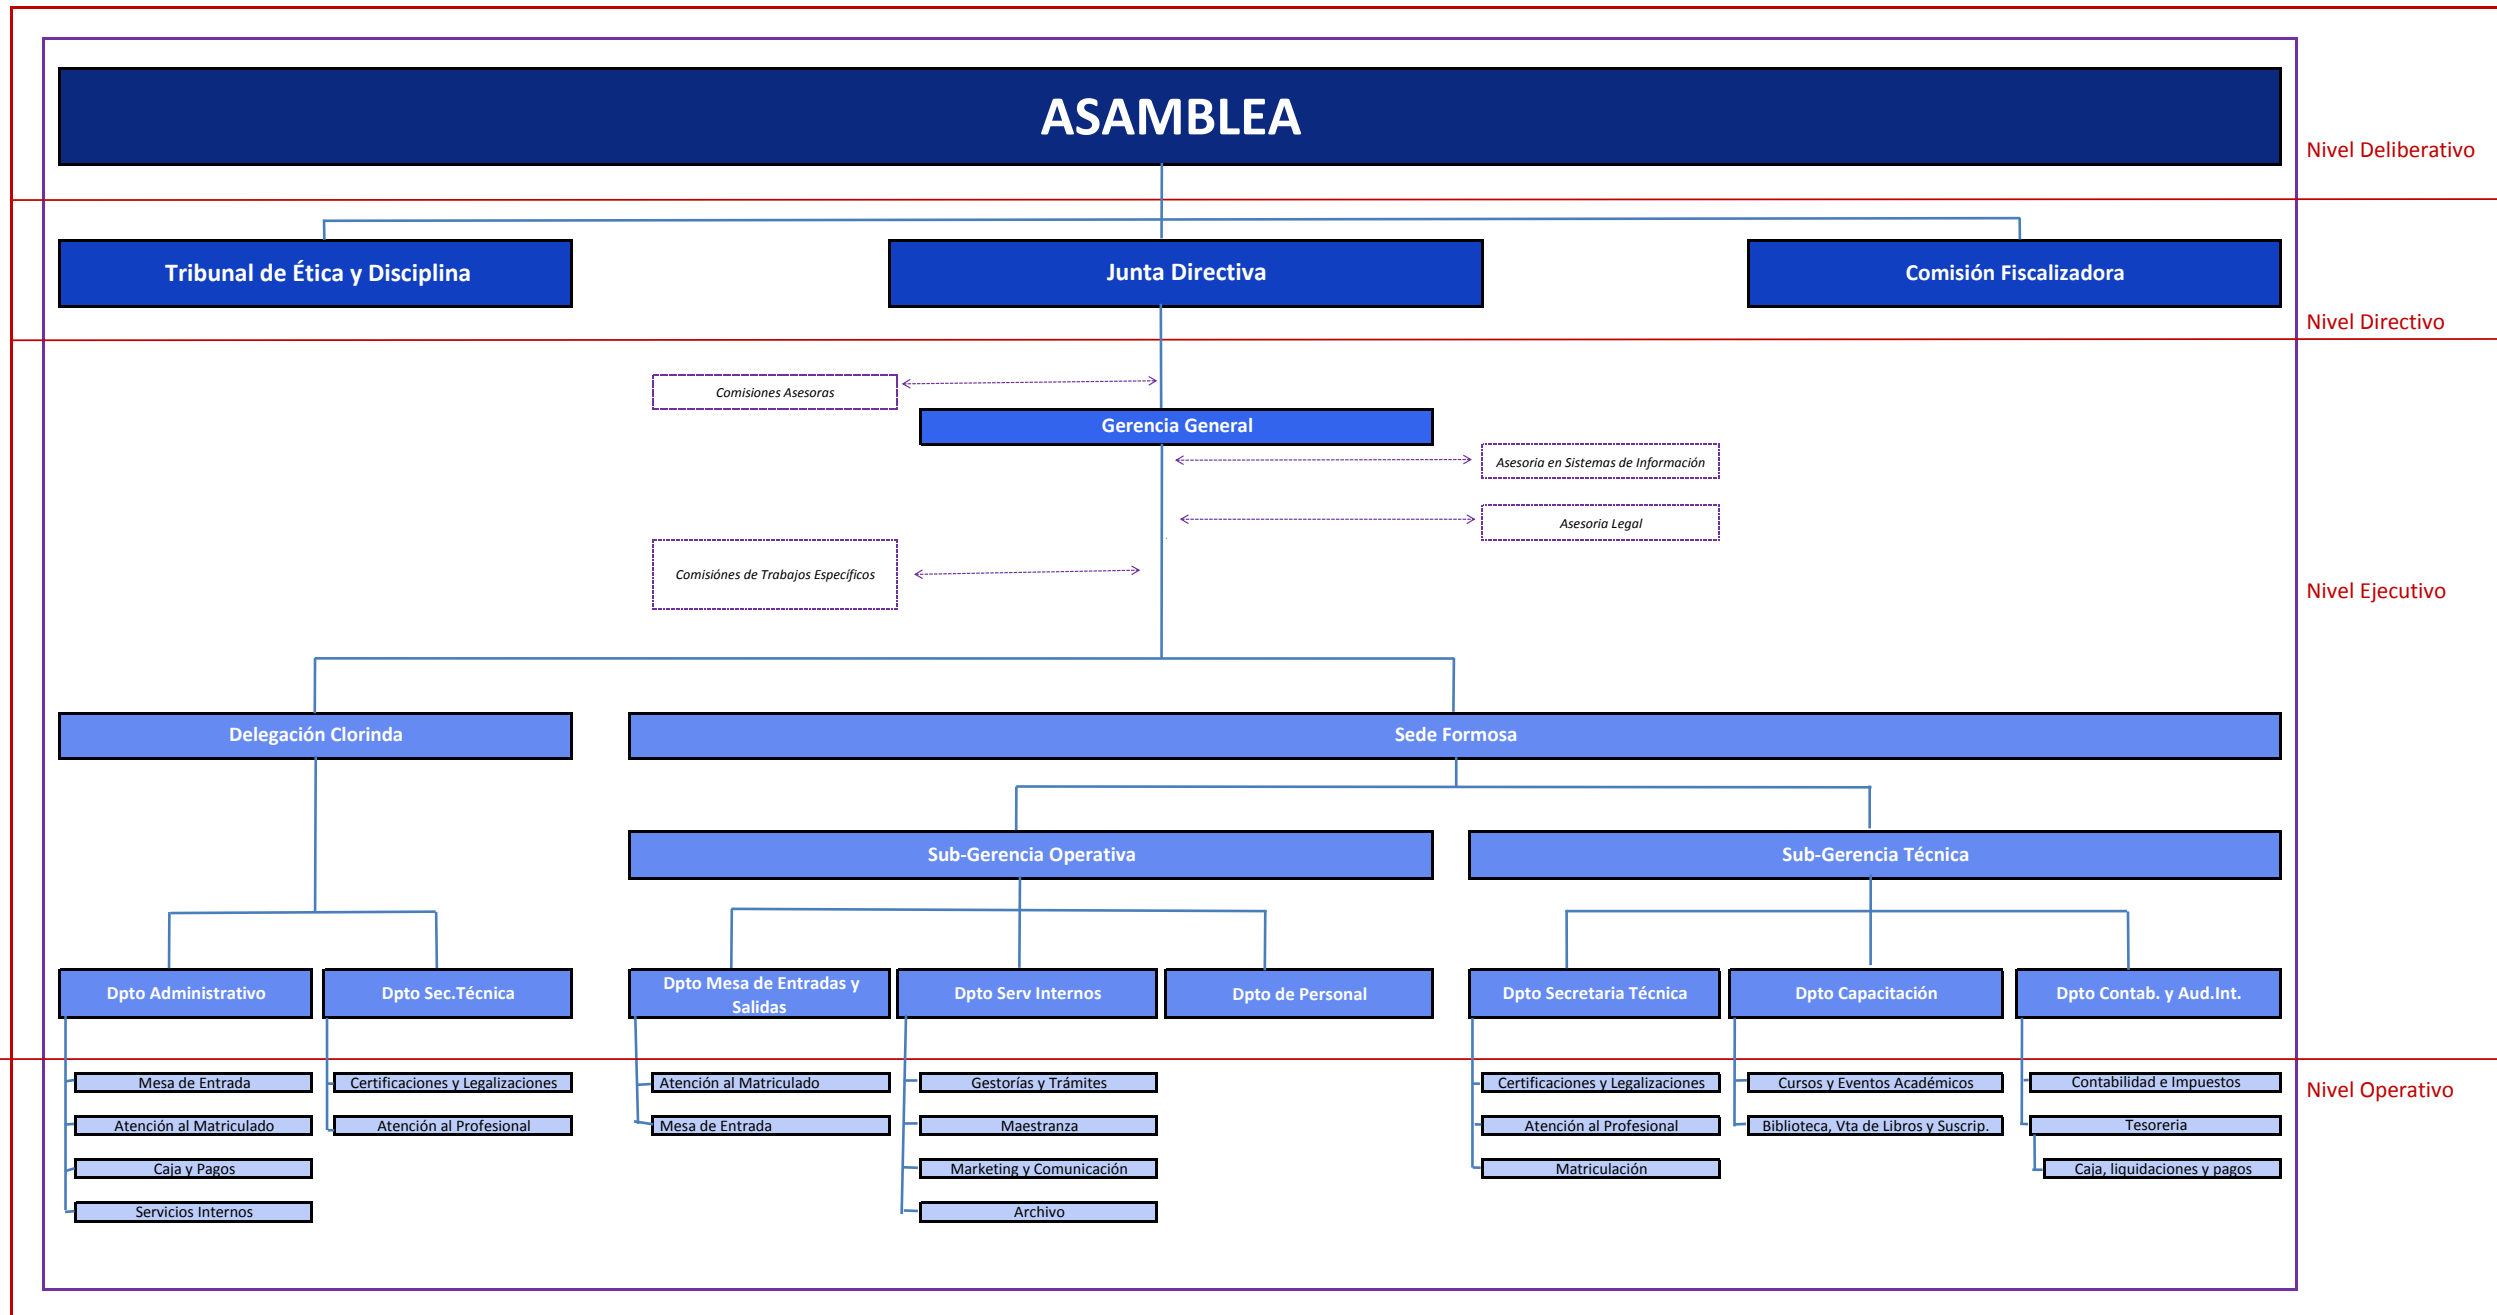 ASAMBLEA
Nivel Deliberativo
Tribunal de Ética y Disciplina
Junta Directiva
Comisión Fiscalizadora
Nivel Directivo
Comisiones Asesoras
Gerencia General
Asesoria en Sistemas de Información
Asesoria Legal
Comisiónes de Trabajos Específicos
Nivel Ejecutivo
Delegación Clorinda
Sede Formosa
Sub-Gerencia Operativa
Sub-Gerencia Técnica
Dpto Administrativo
Dpto Sec.Técnica
Dpto Mesa de Entradas y
Salidas
Dpto Serv Internos
Dpto de Personal
Dpto Secretaria Técnica
Dpto Capacitación
Dpto Contab. y Aud.Int.
Mesa de Entrada
Certificaciones y Legalizaciones
Atención al Matriculado
Gestorías y Trámites
Certificaciones y Legalizaciones
Cursos y Eventos Académicos
Contabilidad e Impuestos
Nivel Operativo
Atención al Matriculado
Atención al Profesional
Mesa de Entrada
Maestranza
Atención al Profesional
Biblioteca, Vta de Libros y Suscrip.
Tesoreria
Caja y Pagos
Marketing y Comunicación
Matriculación
Caja, liquidaciones y pagos
Servicios Internos
Archivo